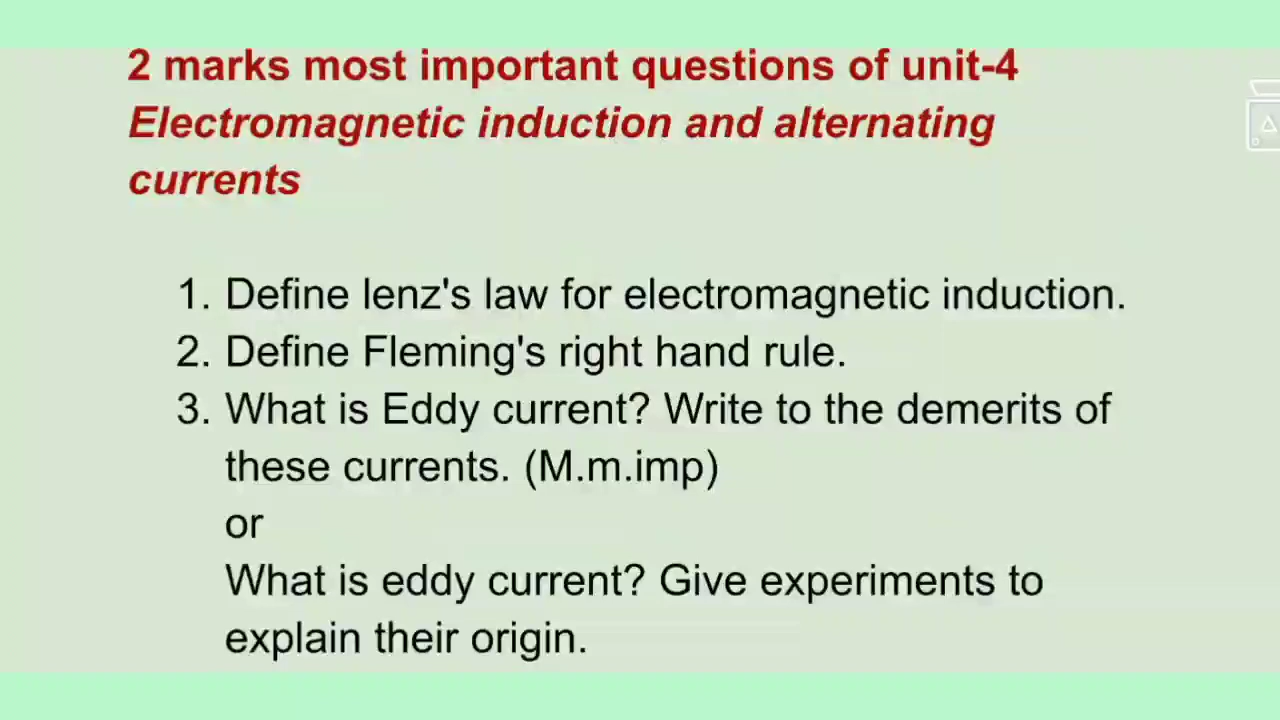 2 marks most important questions of unit-4
Electromagnetic induction and alternating
currents
1. Define lenz's law for electromagnetic induction.
2. Define Fleming's right hand rule.
3. What is Eddy current? Write to the demerits of
these currents. (M.m.imp)
or
What is eddy current? Give experiments to
explain their origin.